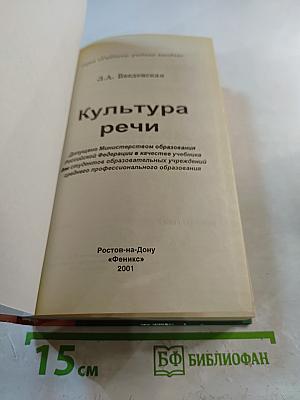 Л.А. Введенская
Культура
речи
Допущено Министерством образования
Российской Федерации в качестве учебника
для студентов образовательных учреждений
среднего профессионального образования
Ростов-на-Дону
«Феникс»
2001
15 см
БФ БИБЛИОФАН